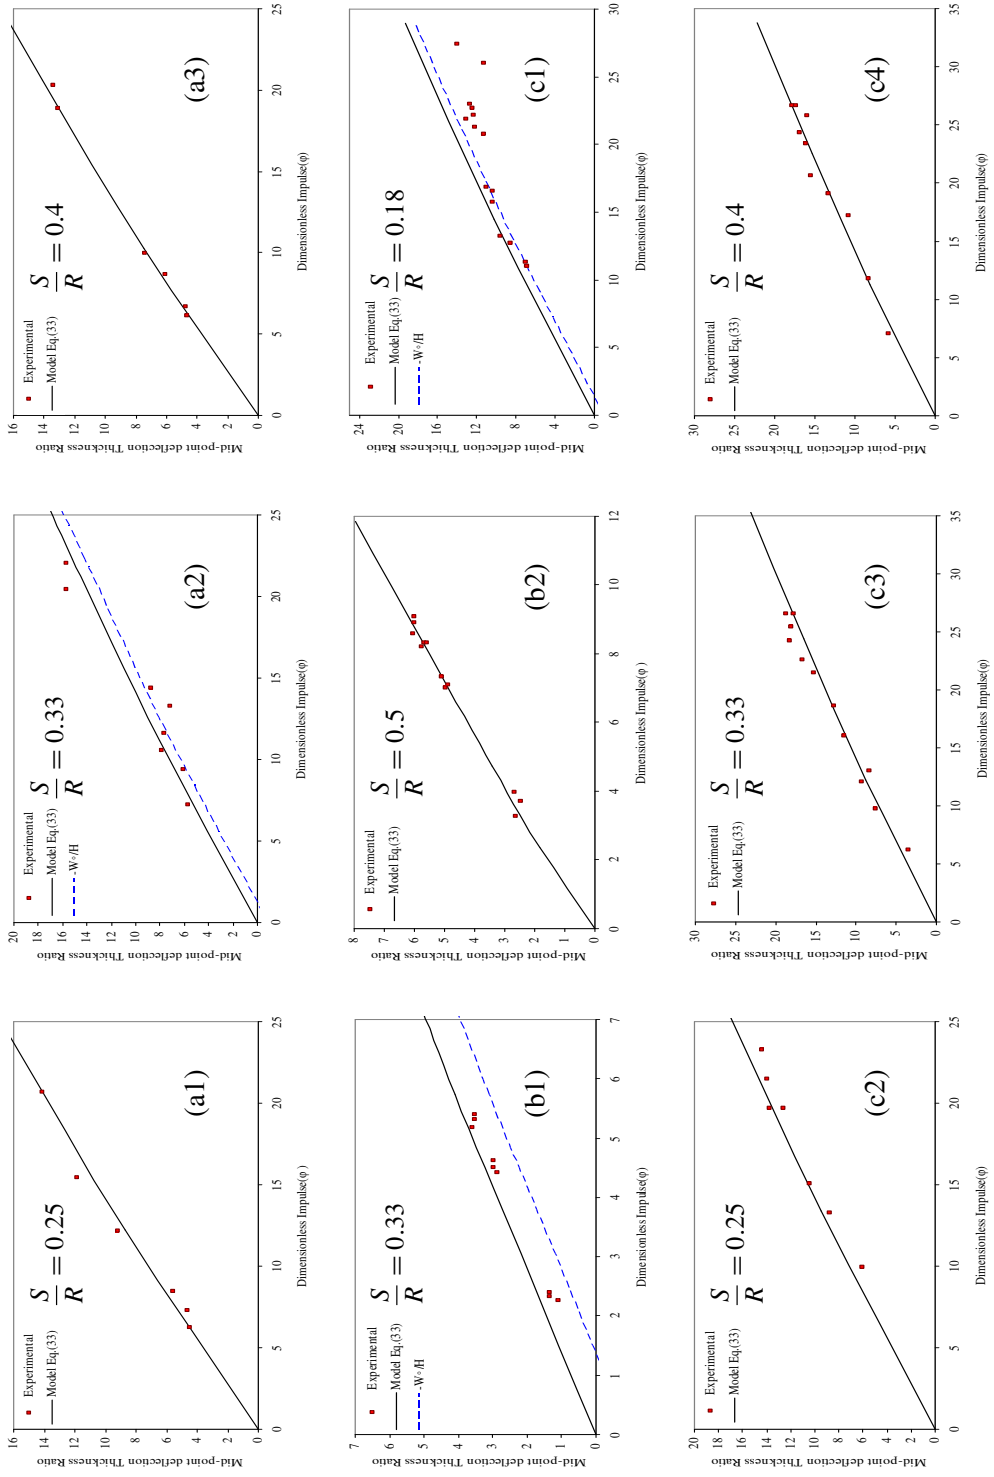 Mid-point deflection Thickness Ratio
16
14
12
10
8
6
4
2
0
Experimental
Model Eq.(33)
S/R = 0.25
(a1)
0 5 10 15 20 25
Dimensionless Impulse(φ )
Mid-point deflection Thickness Ratio
20
18
16
14
12
10
8
6
4
2
0
Experimental
Model Eq.(33)
-W°/H
S/R = 0.33
(a2)
0 5 10 15 20 25
Dimensionless Impulse(φ)
Mid-point deflection Thickness Ratio
16
14
12
10
8
6
4
2
0
Experimental
Model Eq.(33)
S/R = 0.4
(a3)
0 5 10 15 20 25
Dimensionless Impulse(φ)
Mid-point deflection Thickness Ratio
7
6
5
4
3
2
1
0
Experimental
Model Eq.(33)
-W°/H
S/R = 0.33
(b1)
0 1 2 3 4 5 6 7
Dimensionless Impulse(φ)
Mid-point deflection Thickness Ratio
8
7
6
5
4
3
2
1
0
Experimental
Model Eq.(33)
S/R = 0.5
(b2)
0 2 4 6 8 10 12
Dimensionless Impulse(φ )
Mid-point deflection Thickness Ratio
24
20
16
12
8
4
0
Experimental
Model Eq.(33)
-W°/H
S/R = 0.18
(c1)
0 5 10 15 20 25 30
Dimensionless Impulse(φ)
Mid-point deflection Thickness Ratio
20
18
16
14
12
10
8
6
4
2
0
Experimental
Model Eq.(33)
S/R = 0.25
(c2)
0 5 10 15 20 25
Dimensionless Impulse(φ)
Mid-point deflection Thickness Ratio
30
25
20
15
10
5
0
Experimental
Model Eq.(33)
S/R = 0.33
(c3)
0 5 10 15 20 25 30 35
Dimensionless Impulse(φ)
Mid-point deflection Thickness Ratio
30
25
20
15
10
5
0
Experimental
Model Eq.(33)
S/R = 0.4
(c4)
0 5 10 15 20 25 30 35
Dimensionless Impulse(φ)